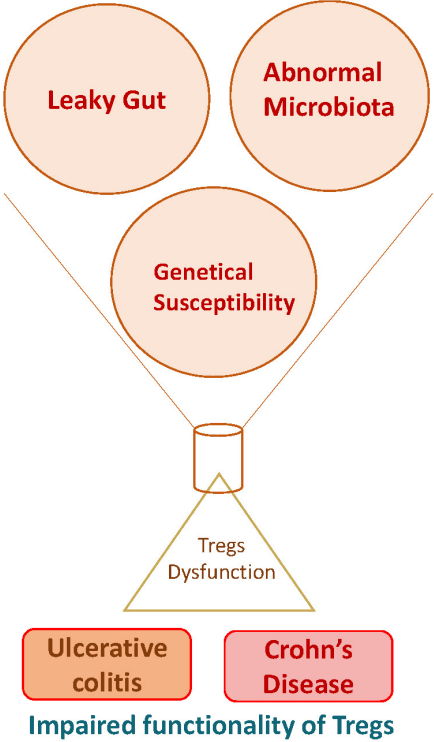 Leaky Gut
Abnormal
Microbiota
Genetical
Susceptibility
Tregs
Dysfunction
Ulcerative
colitis
Crohn’s
Disease
Impaired functionality of Tregs